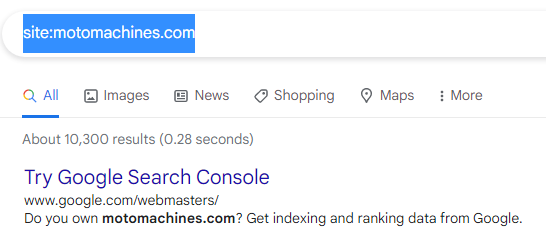 site:motomachines.com
All Images News Shopping Maps More
About 10,300 results (0.28 seconds)
Try Google Search Console
www.google.com/webmasters/
Do you own motomachines.com? Get indexing and ranking data from Google.